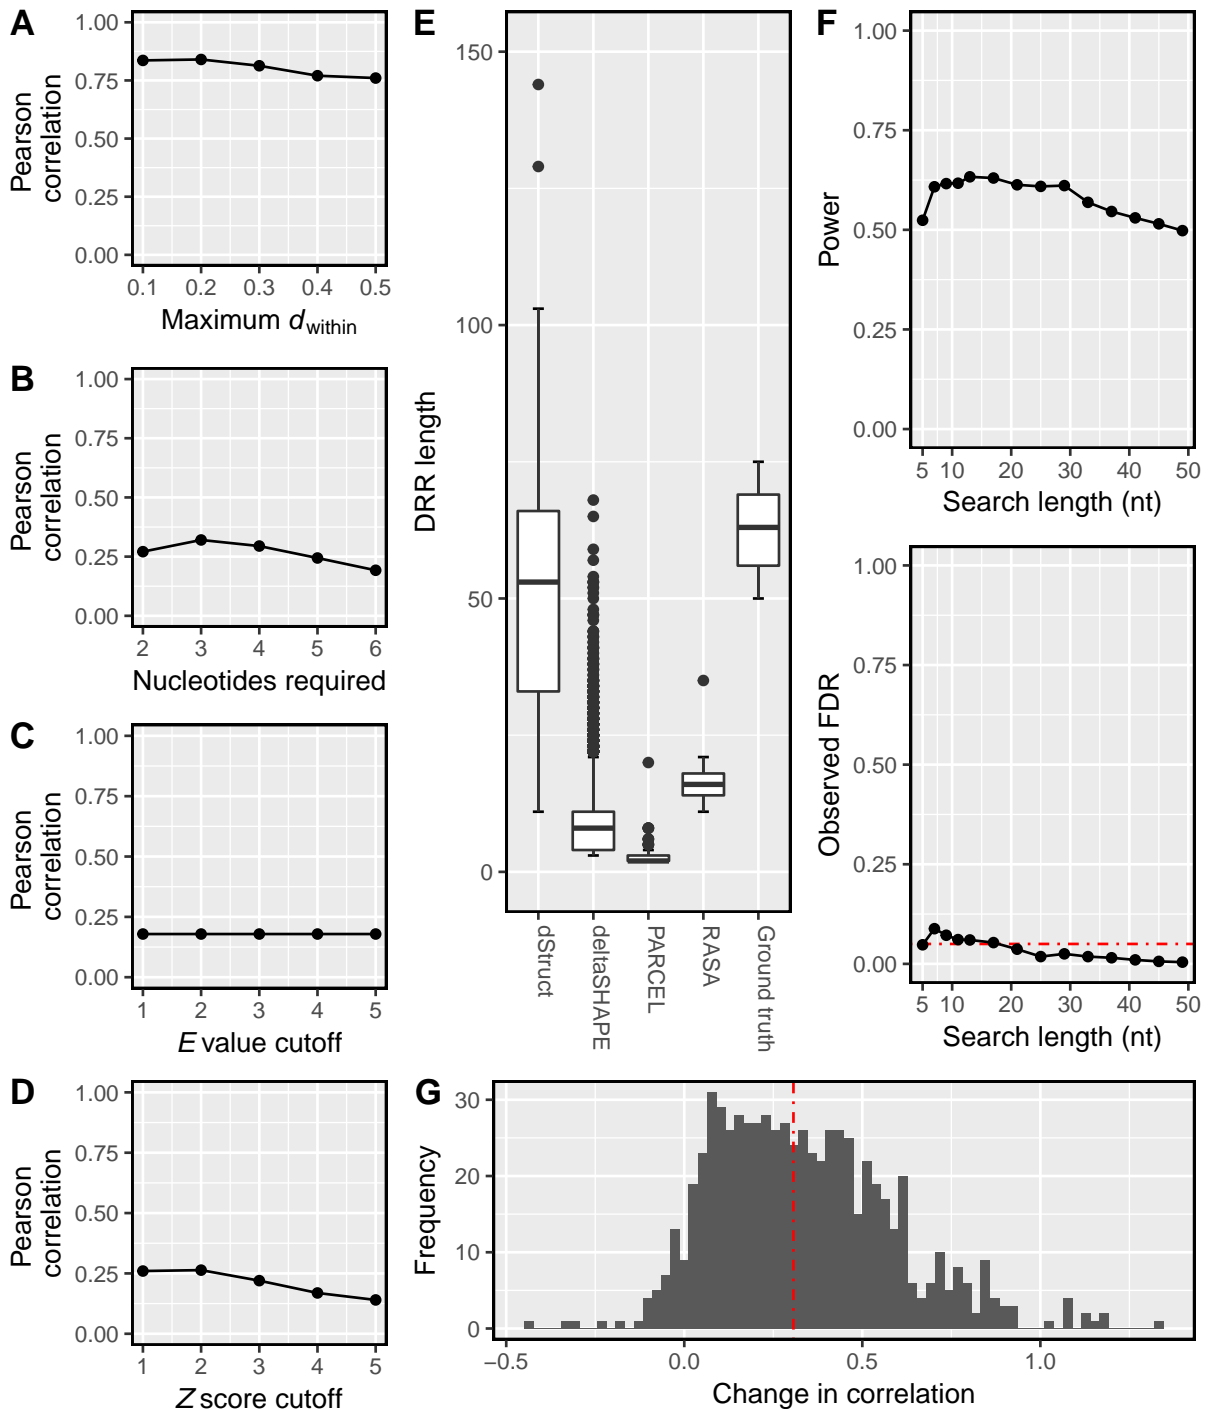 A
1.00
0.75
0.50
0.25
0.00
Pearson
correlation
0.1 0.2 0.3 0.4 0.5
Maximum d within
B
1.00
0.75
0.50
0.25
0.00
Pearson
correlation
2 3 4 5 6
Nucleotides required
C
1.00
0.75
0.50
0.25
0.00
Pearson
correlation
1 2 3 4 5
E value cutoff
D
1.00
0.75
0.50
0.25
0.00
Pearson
correlation
1 2 3 4 5
Z score cutoff
E
150
100
50
0
DRR length
dStruct
deltaSHAPE
PARCEL
RASA
Ground truth
F
1.00
0.75
0.50
0.25
0.00
Power
5 10 20 30 40 50
Search length (nt)
1.00
0.75
0.50
0.25
0.00
Observed FDR
5 10 20 30 40 50
Search length (nt)
G
30
20
10
0
Frequency
−0.5 0.0 0.5 1.0
Change in correlation